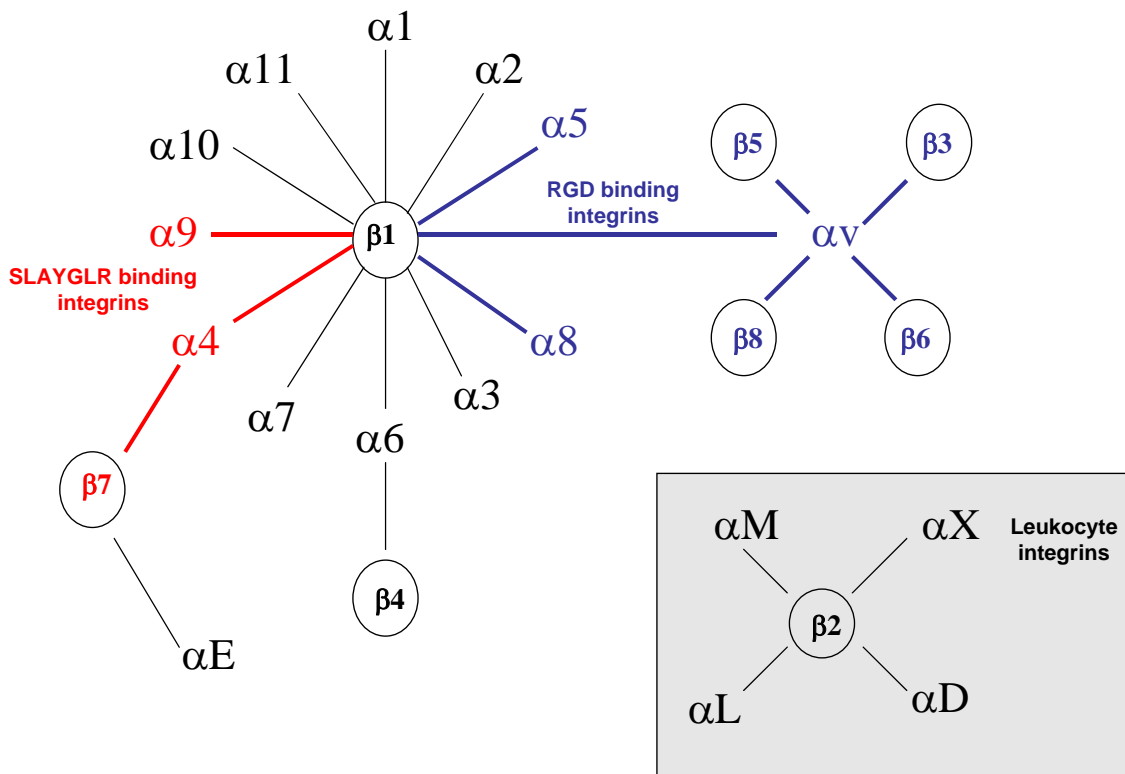 α1
α11
α2
α5
α10
β5
β3
RGD binding
integrins
α9
β1
αv
SLAYGLR binding
integrins
α4
α8
β8
β6
α7
α3
α6
β7
αM
αX
Leukocyte
integrins
β4
β2
αE
αL
αD